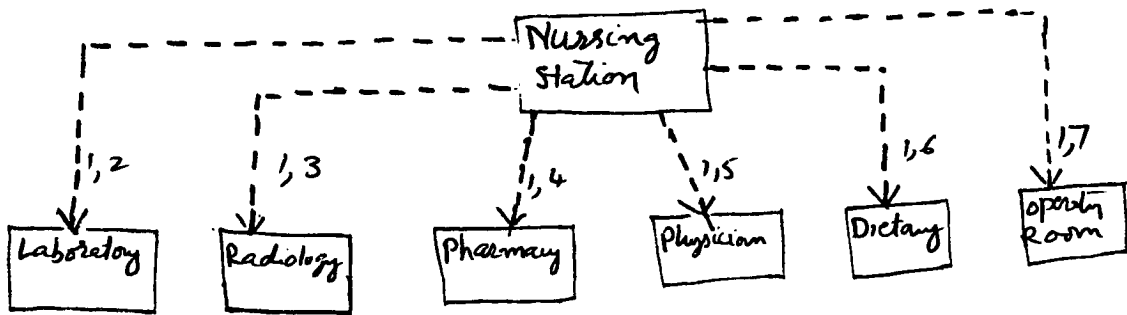 Nursing
Station
1,2
1,3
1,4
1,5
1,6
1,7
Laboratory
Radiology
Pharmacy
Physician
Dietary
Room